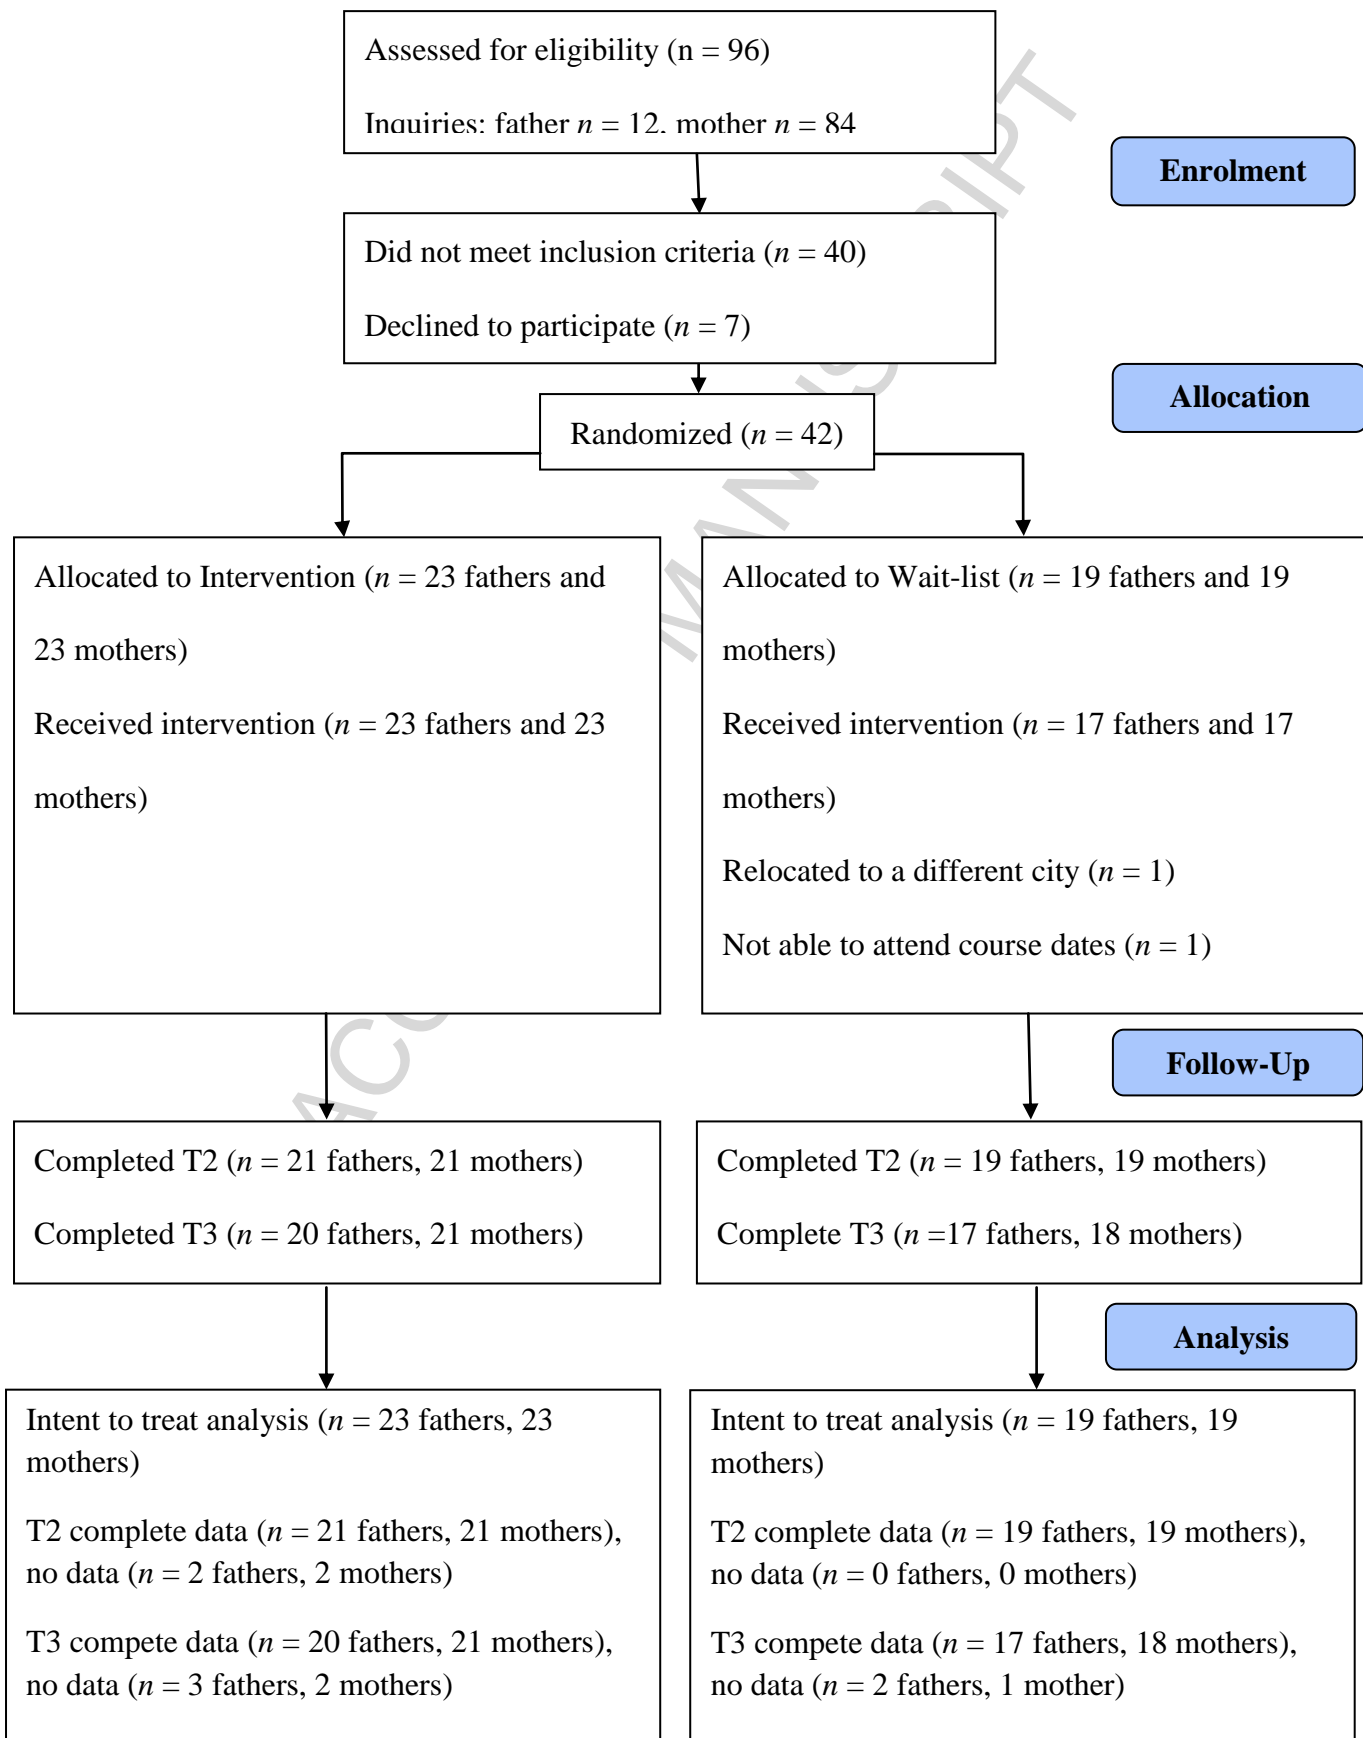 Assessed for eligibility (n = 96)
Inquiries: father n = 12, mother n = 84
Enrolment
Did not meet inclusion criteria (n = 40)
Declined to participate (n = 7)
Allocation
Randomized (n = 42)
Allocated to Intervention (n = 23 fathers and
23 mothers)
Received intervention (n = 23 fathers and 23
mothers)
Allocated to Wait-list (n = 19 fathers and 19
mothers)
Received intervention (n = 17 fathers and 17
mothers)
Relocated to a different city (n = 1)
Not able to attend course dates (n = 1)
Follow-Up
Completed T2 (n = 21 fathers, 21 mothers)
Completed T3 (n = 20 fathers, 21 mothers)
Completed T2 (n = 19 fathers, 19 mothers)
Complete T3 (n =17 fathers, 18 mothers)
Analysis
Intent to treat analysis (n = 23 fathers, 23
mothers)
T2 complete data (n = 21 fathers, 21 mothers),
no data (n = 2 fathers, 2 mothers)
T3 compete data (n = 20 fathers, 21 mothers),
no data (n = 3 fathers, 2 mothers)
Intent to treat analysis (n = 19 fathers, 19
mothers)
T2 complete data (n = 19 fathers, 19 mothers),
no data (n = 0 fathers, 0 mothers)
T3 compete data (n = 17 fathers, 18 mothers),
no data (n = 2 fathers, 1 mother)